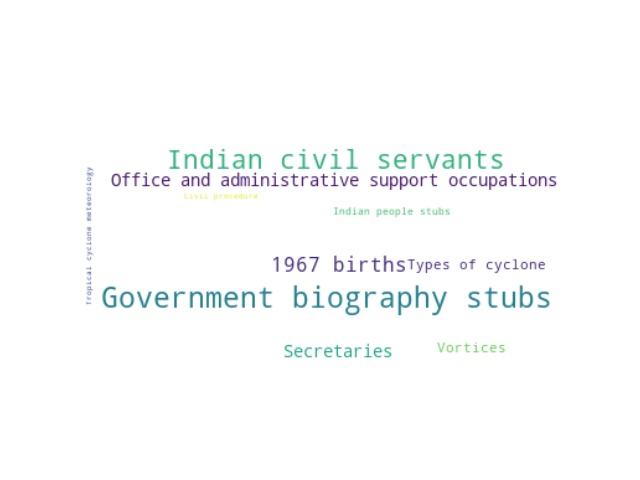 Indian civil servants
Office and administrative support occupations
Civil procedure
Indian people stubs
Tropical cyclone meteorology
1967 births
Types of cyclone
Government biography stubs
Secretaries
Vortices